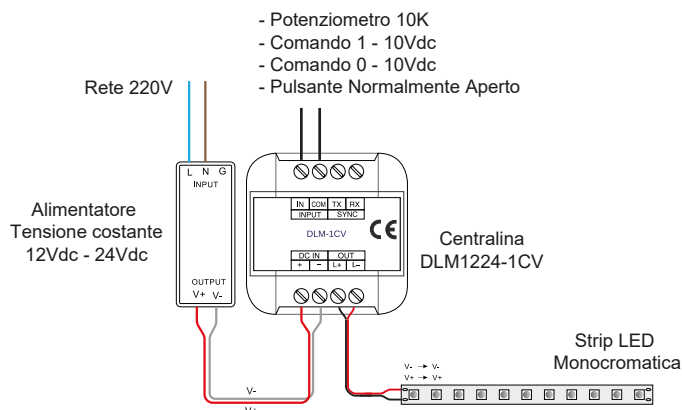 - Potenziometro 10K
- Comando 1 - 10Vdc
- Comando 0 - 10Vdc
- Pulsante Normalmente Aperto
Rete 220V
L N G
INPUT
Alimentatore
Tensione costante
12Vdc - 24Vdc
OUTPUT
V+ V-
IN COM TX RX
INPUT SYNC
DLM-1CV
CE
DC IN OUT
+ - L+ L-
Centralina
DLM1224-1CV
Strip LED
Monocromatica
V- → V-
V+ → V+
V-
V+